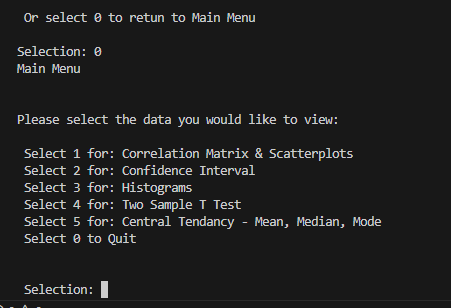 Or select 0 to retun to Main Menu
Selection: 0
Main Menu
Please select the data you would like to view:
Select 1 for: Correlation Matrix & Scatterplots
Select 2 for: Confidence Interval
Select 3 for: Histograms
Select 4 for: Two Sample T Test
Select 5 for: Central Tendancy - Mean, Median, Mode
Select 0 to Quit
Selection: